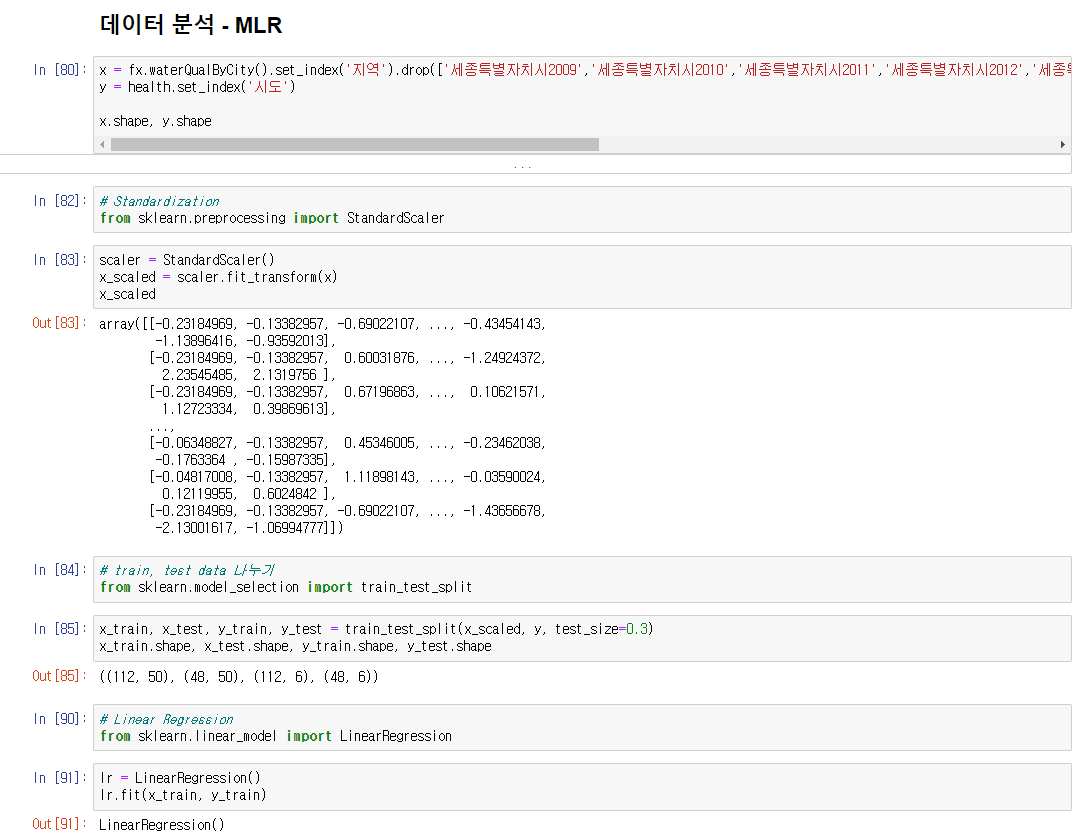 데이터 분석 - MLR
In [80]: x = fx.waterQualByCity().set_index('지역').drop(['세종특별자치시2009','세종특별자치시2010','세종특별자치시2011','세종특별자치시2012','세종
y = health.set_index('시도')
x.shape, y.shape
...
In [82]: # Standardization
from sklearn.preprocessing import StandardScaler
In [83]: scaler = StandardScaler()
x_scaled = scaler.fit_transform(x)
x_scaled
Out[83]: array([[-0.23184969, -0.13382957, -0.69022107, ..., -0.43454143,
-1.13896416, -0.93592013],
[-0.23184969, -0.13382957,  0.60031876, ..., -1.24924372,
2.23545485,  2.1319756 ],
[-0.23184969, -0.13382957,  0.67196863, ...,  0.10621571,
1.12723334,  0.39869613],
...,
[-0.06348827, -0.13382957,  0.45346005, ..., -0.23462038,
-0.1763364 , -0.15987335],
[-0.04817008, -0.13382957,  1.11898143, ..., -0.03590024,
0.12119955,  0.6024842 ],
[-0.23184969, -0.13382957, -0.69022107, ..., -1.43656678,
-2.13001617, -1.06994777]])
In [84]: # train, test data 나누기
from sklearn.model_selection import train_test_split
In [85]: x_train, x_test, y_train, y_test = train_test_split(x_scaled, y, test_size=0.3)
x_train.shape, x_test.shape, y_train.shape, y_test.shape
Out[85]: ((112, 50), (48, 50), (112, 6), (48, 6))
In [90]: # Linear Regression
from sklearn.linear_model import LinearRegression
In [91]: lr = LinearRegression()
lr.fit(x_train, y_train)
Out[91]: LinearRegression()